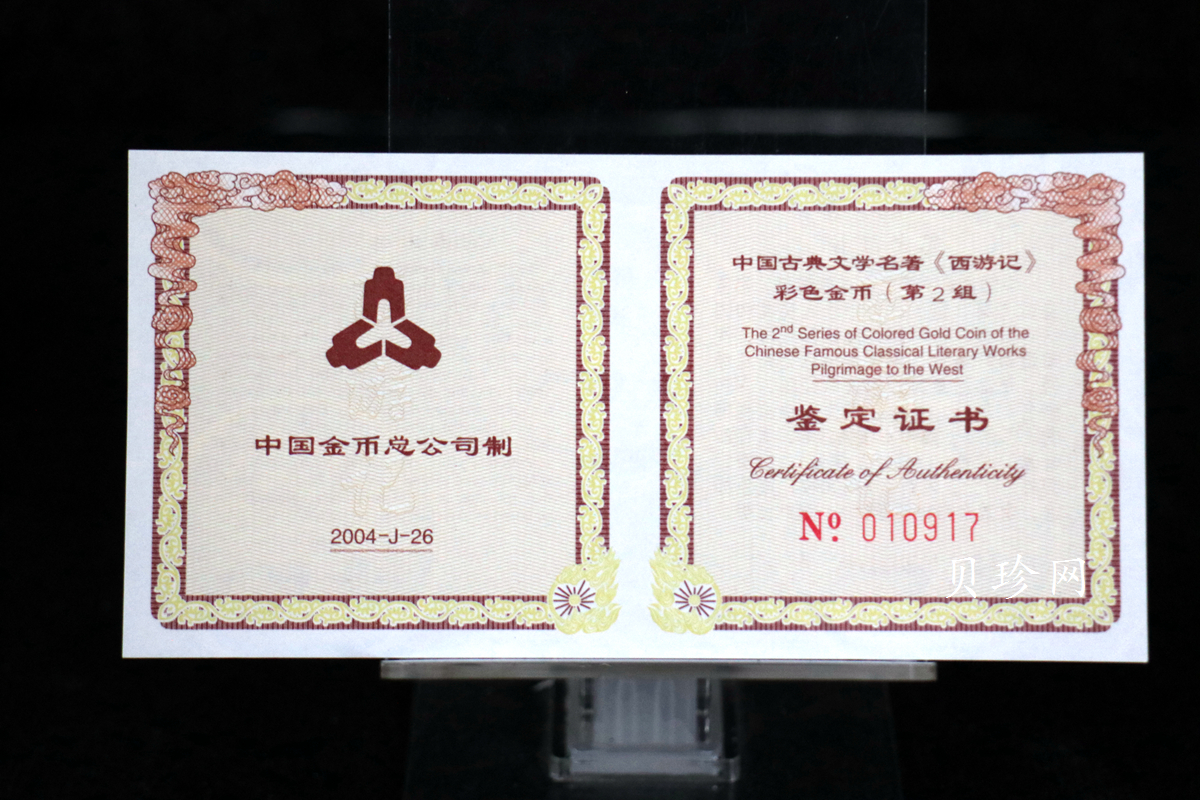 中国金币总公司制
2004-J-26
中国古典文学名著《西游记》
彩色金币（第2组）
The 2nd Series of Colored Gold Coin of the
Chinese Famous Classical Literary Works
Pilgrimage to the West
鉴定证书
Certificate of Authenticity
Nº 010917
贝珍网